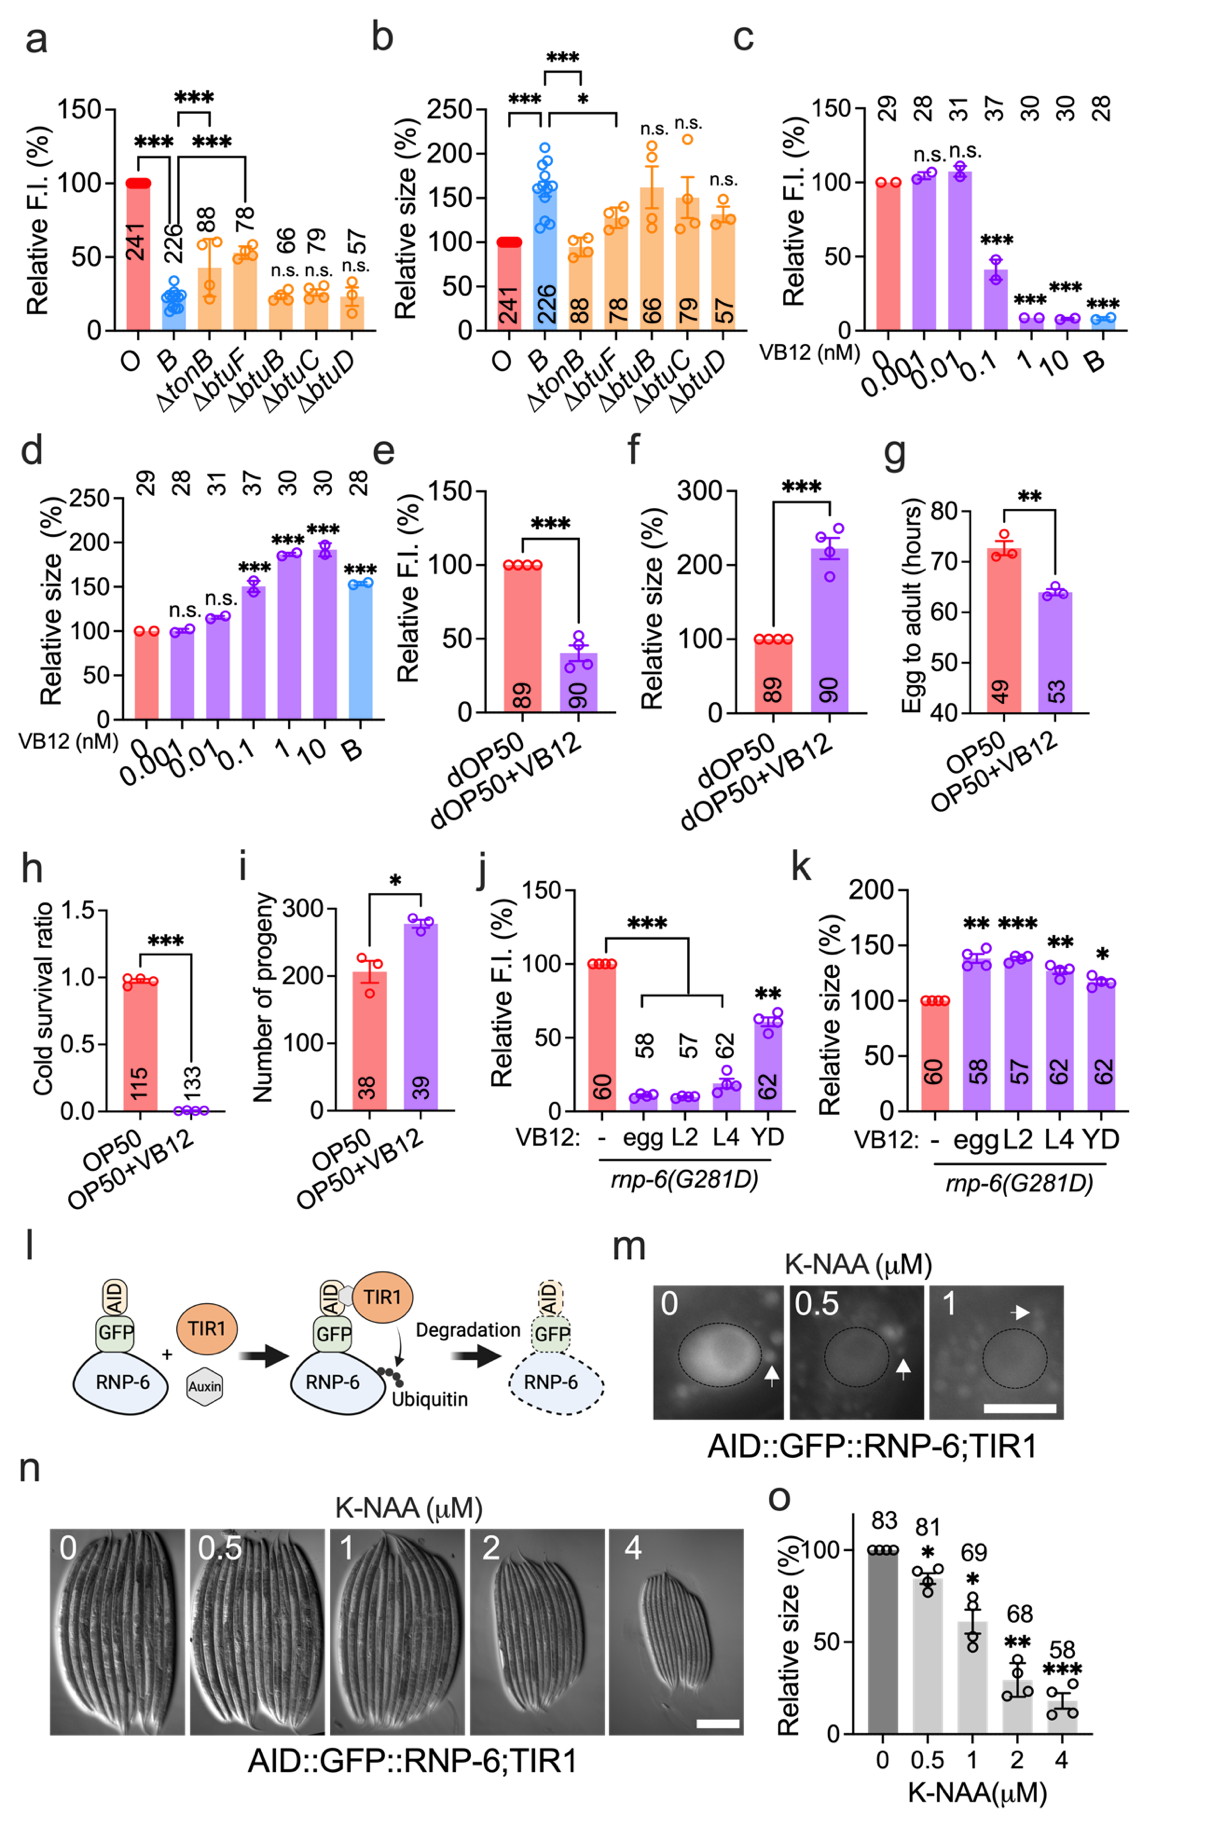 a
Relative F.I. (%)
150
100
50
0
***
***
***
241
226
88
78
66
79
57
n.s.
n.s.
n.s.
O
B
ΔtonB
ΔbtuF
ΔbtuB
ΔbtuC
ΔbtuD
b
Relative size (%)
250
200
150
100
50
0
***
***
*
n.s.
n.s.
n.s.
241
226
88
78
66
79
57
O
B
ΔtonB
ΔbtuF
ΔbtuB
ΔbtuC
ΔbtuD
c
Relative F.I. (%)
150
100
50
0
29
28
31
37
30
30
28
n.s.
n.s.
***
***
***
***
VB12 (nM)
0
0.001
0.01
0.1
1
10
B
d
Relative size (%)
250
200
150
100
50
0
29
28
31
37
30
30
28
n.s.
n.s.
***
***
***
***
VB12 (nM)
0
0.001
0.01
0.1
1
10
B
e
Relative F.I. (%)
150
100
50
0
***
89
90
dOP50
dOP50+VB12
f
Relative size (%)
300
200
100
0
***
89
90
dOP50
dOP50+VB12
g
Egg to adult (hours)
80
70
60
50
40
**
49
53
OP50
OP50+VB12
h
Cold survival ratio
1.5
1.0
0.5
0.0
***
115
133
OP50
OP50+VB12
i
Number of progeny
300
200
100
0
*
38
39
OP50
OP50+VB12
j
Relative F.I. (%)
150
100
50
0
***
**
60
58
57
62
62
VB12: - egg L2 L4 YD
rnp-6(G281D)
k
Relative size (%)
200
150
100
50
0
**
***
**
*
60
58
57
62
62
VB12: - egg L2 L4 YD
rnp-6(G281D)
l
AID
GFP
RNP-6
+
TIR1
Auxin
AID
TIR1
GFP
RNP-6
Ubiquitin
Degradation
AID
GFP
RNP-6
m
K-NAA (μM)
0
0.5
1
AID::GFP::RNP-6;TIR1
n
K-NAA (μM)
0
0.5
1
2
4
AID::GFP::RNP-6;TIR1
o
Relative size (%)
100
50
0
83
81
*
69
*
68
**
58
***
0
0.5
1
2
4
K-NAA(μM)